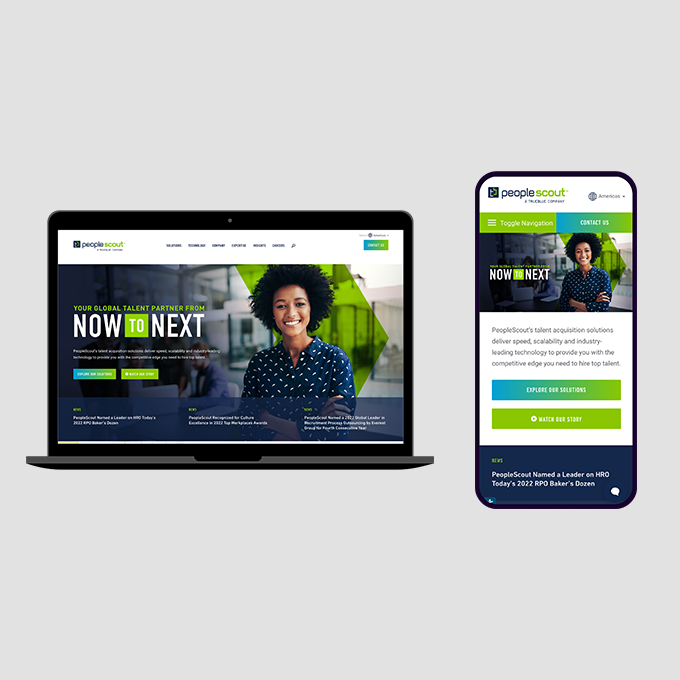 peoplescout
A TRUEBLUE COMPANY
Americas
SOLUTIONS TECHNOLOGY COMPANY EXPERTISE INSIGHTS CAREERS
CONTACT US
YOUR GLOBAL TALENT PARTNER FROM
NOW TO NEXT
PeopleScout's talent acquisition solutions deliver speed, scalability and industry-leading
technology to provide you with the competitive edge you need to hire top talent.
EXPLORE OUR SOLUTIONS
WATCH OUR STORY
NEWS
PeopleScout Named a Leader on HRO Today's
2022 RPO Baker's Dozen
NEWS
PeopleScout Recognized for Culture
Excellence in 2022 Top Workplaces Awards
NEWS
PeopleScout Named a 2022 Global Leader in
Recruitment Process Outsourcing by Everest
Group for Fourth Consecutive Year
peoplescout
A TRUEBLUE COMPANY
Americas
Toggle Navigation
CONTACT US
YOUR GLOBAL TALENT PARTNER FROM
NOW TO NEXT
PeopleScout's talent acquisition solutions
deliver speed, scalability and industry-
leading technology to provide you with the
competitive edge you need to hire top talent.
EXPLORE OUR SOLUTIONS
WATCH OUR STORY
NEWS
PeopleScout Named a Leader on HRO
Today's 2022 RPO Baker's Dozen